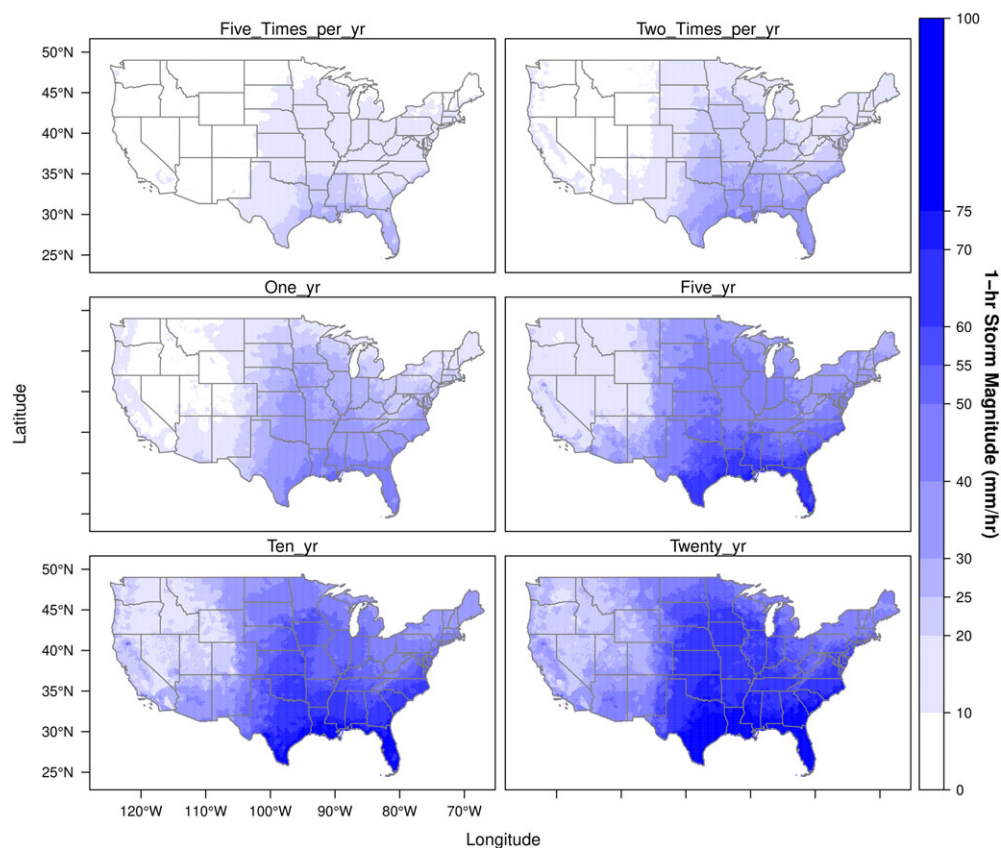 Five_Times_per_yr
Two_Times_per_yr
50°N
45°N
40°N
35°N
30°N
25°N
One_yr
Five_yr
Latitude
Ten_yr
Twenty_yr
50°N
45°N
40°N
35°N
30°N
25°N
120°W 110°W 100°W 90°W 80°W 70°W
Longitude
100
75
70
60
55
50
40
30
25
20
10
0
1−hr Storm Magnitude (mm/hr)